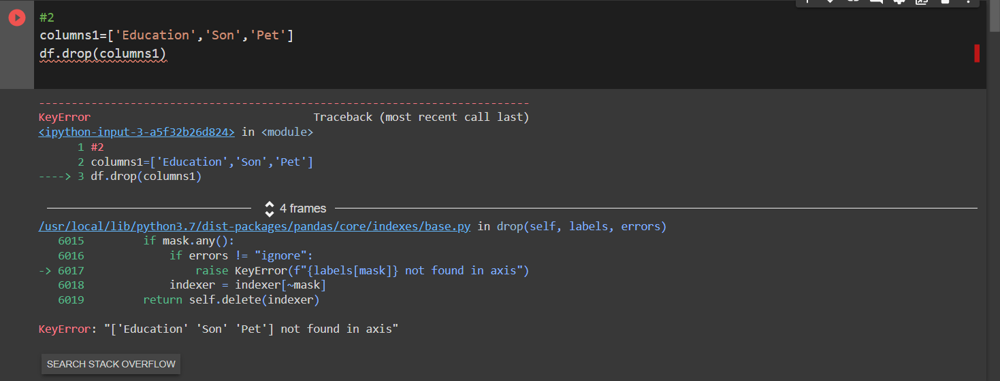 #2
columns1=['Education','Son','Pet']
df.drop(columns1)
---------------------------------------------------------------------------
KeyError                                  Traceback (most recent call last)
<ipython-input-3-a5f32b26d824> in <module>
      1 #2
      2 columns1=['Education','Son','Pet']
----> 3 df.drop(columns1)
4 frames
/usr/local/lib/python3.7/dist-packages/pandas/core/indexes/base.py in drop(self, labels, errors)
   6015         if mask.any():
   6016             if errors != "ignore":
-> 6017                 raise KeyError(f"{labels[mask]} not found in axis")
   6018             indexer = indexer[~mask]
   6019         return self.delete(indexer)
KeyError: "['Education' 'Son' 'Pet'] not found in axis"
SEARCH STACK OVERFLOW